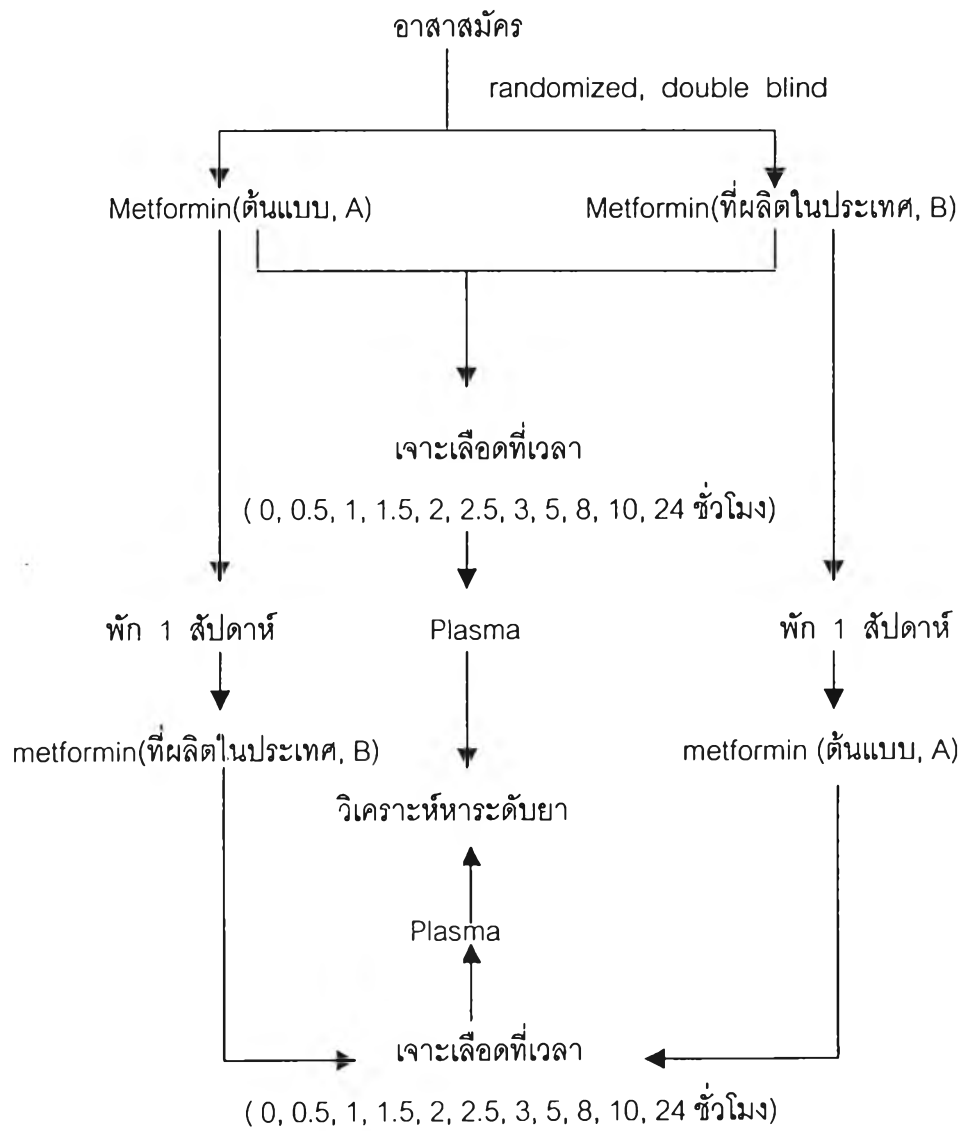 อาสาสมัคร
randomized, double blind
Metformin(ต้นแบบ, A) Metformin(ที่ผลิตในประเทศ, B)
เจาะเลือดที่เวลา
( 0, 0.5, 1, 1.5, 2, 2.5, 3, 5, 8, 10, 24 ชั่วโมง)
พัก 1 สัปดาห์ Plasma พัก 1 สัปดาห์
metformin(ที่ผลิตในประเทศ, B) metformin (ต้นแบบ, A)
วิเคราะห์หาระดับยา
Plasma
เจาะเลือดที่เวลา
( 0, 0.5, 1, 1.5, 2, 2.5, 3, 5, 8, 10, 24 ชั่วโมง)